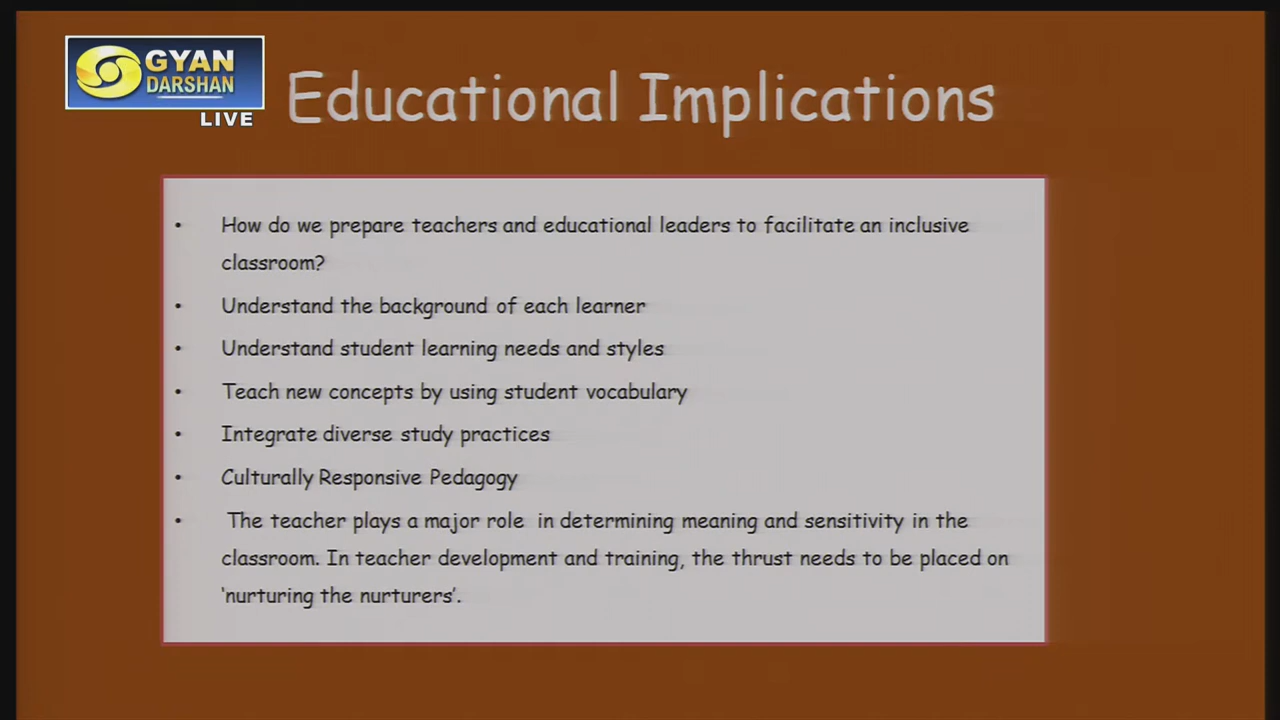 GYAN
DARSHAN
LIVE
Educational Implications
• How do we prepare teachers and educational leaders to facilitate an inclusive
classroom?
• Understand the background of each learner
• Understand student learning needs and styles
• Teach new concepts by using student vocabulary
• Integrate diverse study practices
• Culturally Responsive Pedagogy
• The teacher plays a major role in determining meaning and sensitivity in the
classroom. In teacher development and training, the thrust needs to be placed on
'nurturing the nurturers'.